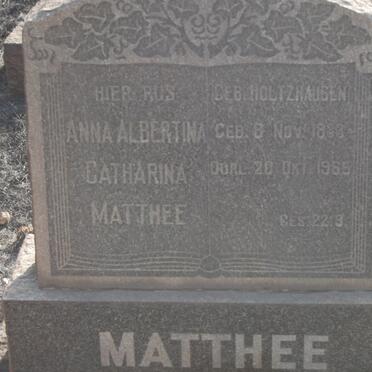 HIER RUS
ANNA ALBERTINA
CATHARINA
MATTHEE
GEB. HOLTZHAUSEN
GEB. 8 NOV.
OORL. 20 OKT. 1955
GES. 22:3
MATTHEE